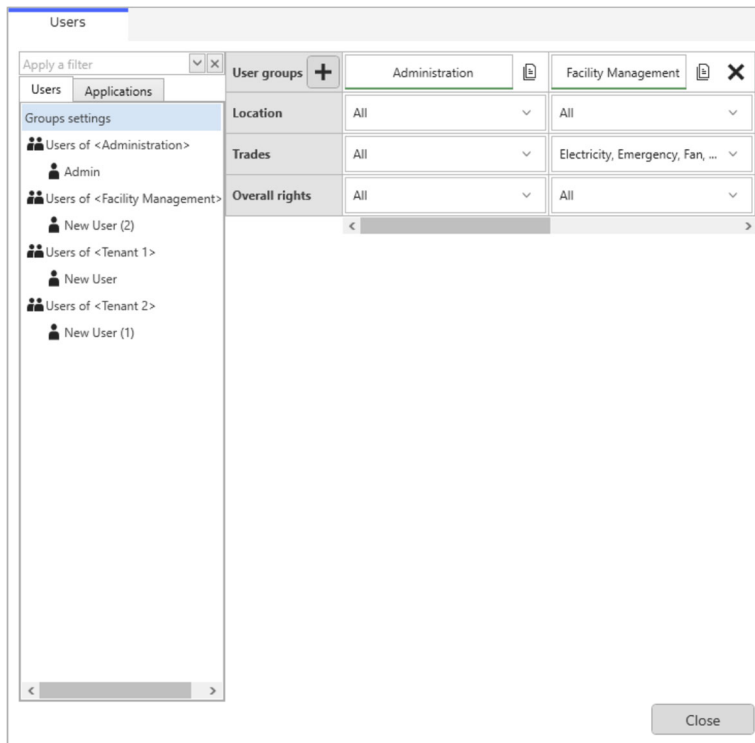 Users
Apply a filter
Users Applications
Groups settings
Users of <Administration>
Admin
Users of <Facility Management>
New User (2)
Users of <Tenant 1>
New User
Users of <Tenant 2>
New User (1)
User groups Administration Facility Management
Location All All
Trades All Electricity, Emergency, Fan, ...
Overall rights All All
Close